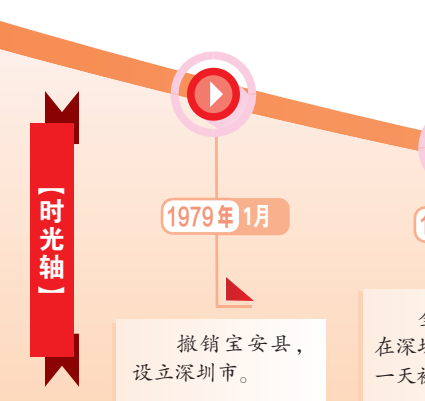 【时光轴】
1979年1月
撤销宝安县,
设立深圳市。
在深
一天